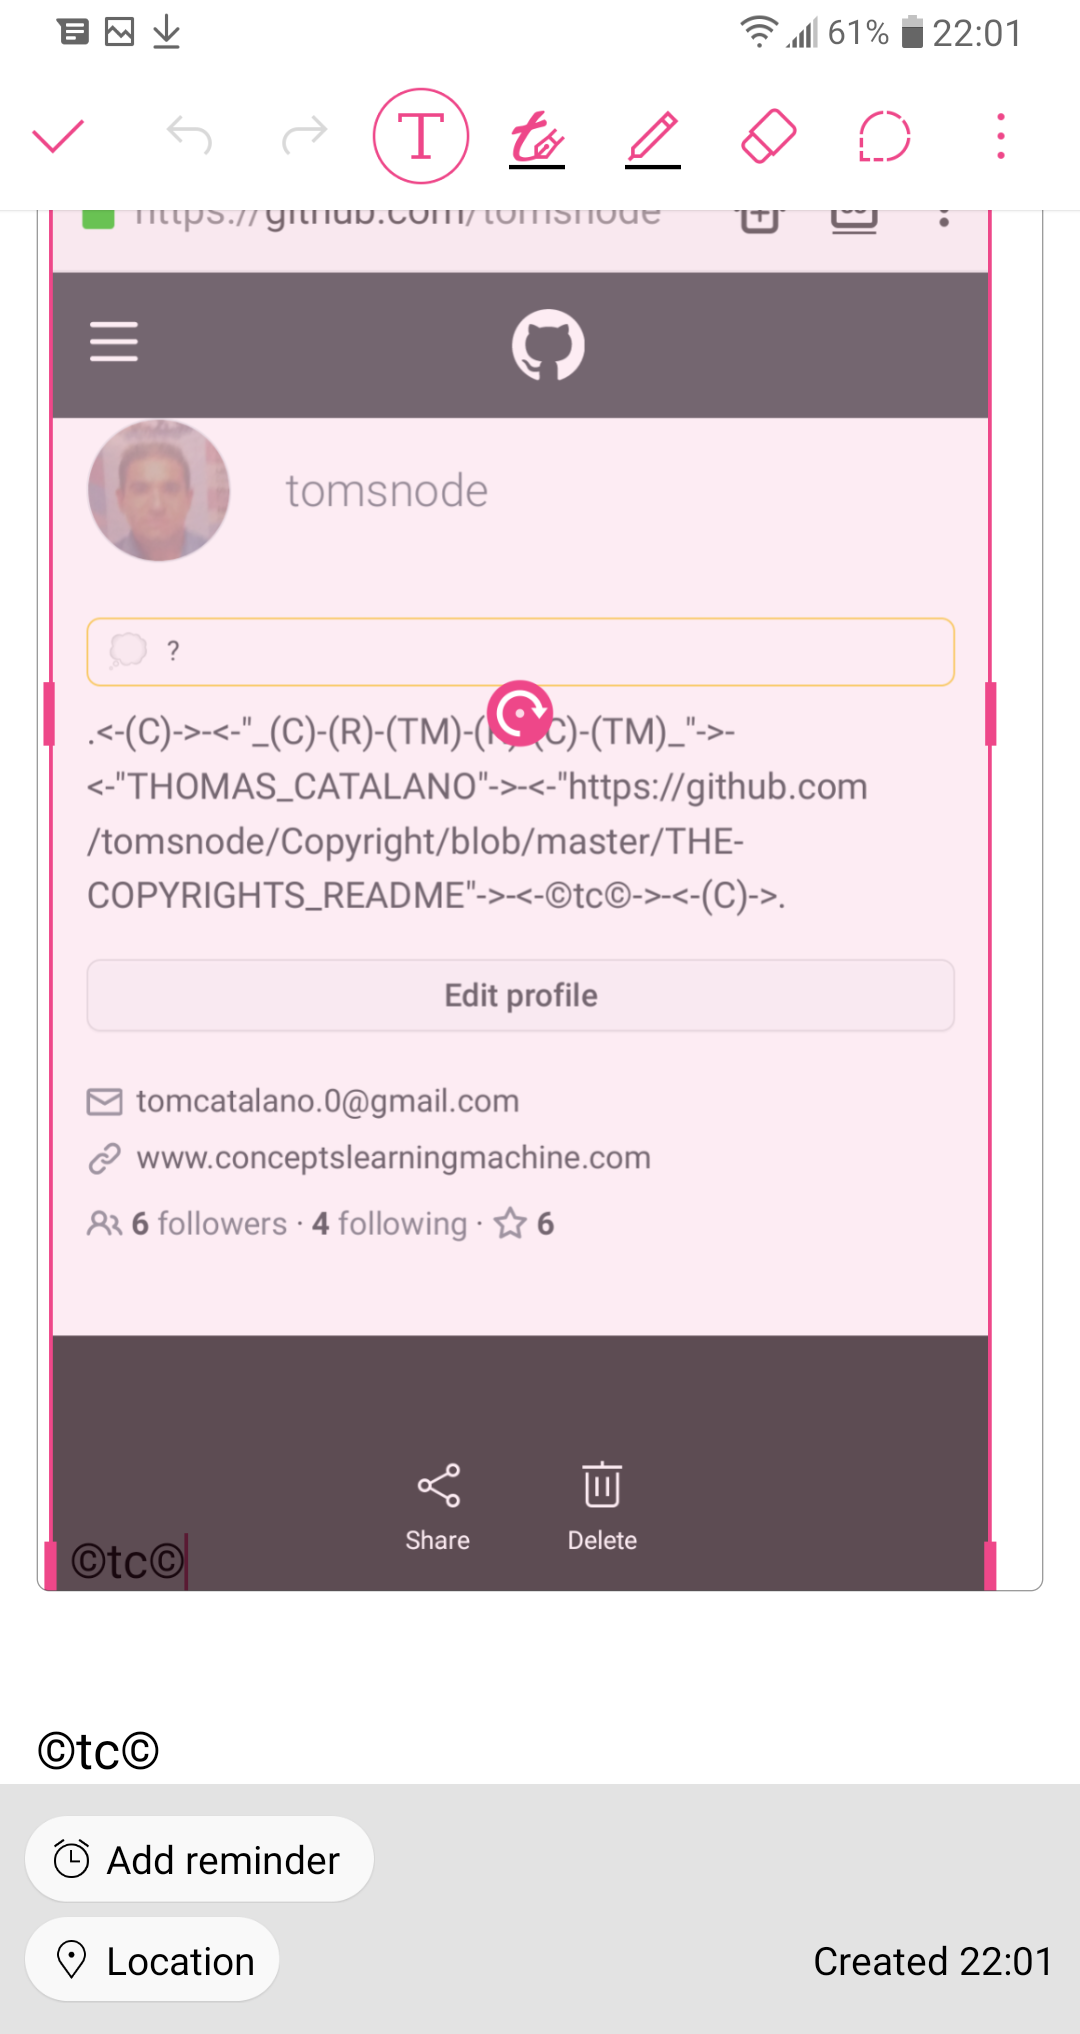 61% 22:01
T
https://github.com/tomsnode
tomsnode
?
.<-(C)->-<-"_(C)-(R)-(TM)-( C)-(TM)_"->-
<-"THOMAS_CATALANO"->-<-"https://github.com
/tomsnode/Copyright/blob/master/THE-
COPYRIGHTS_README"->-<-©tc©->-<-(C)->.
Edit profile
tomcatalano.0@gmail.com
www.conceptslearningmachine.com
6 followers · 4 following · 6
Share Delete
©tc©
©tc©
Add reminder
Location Created 22:01